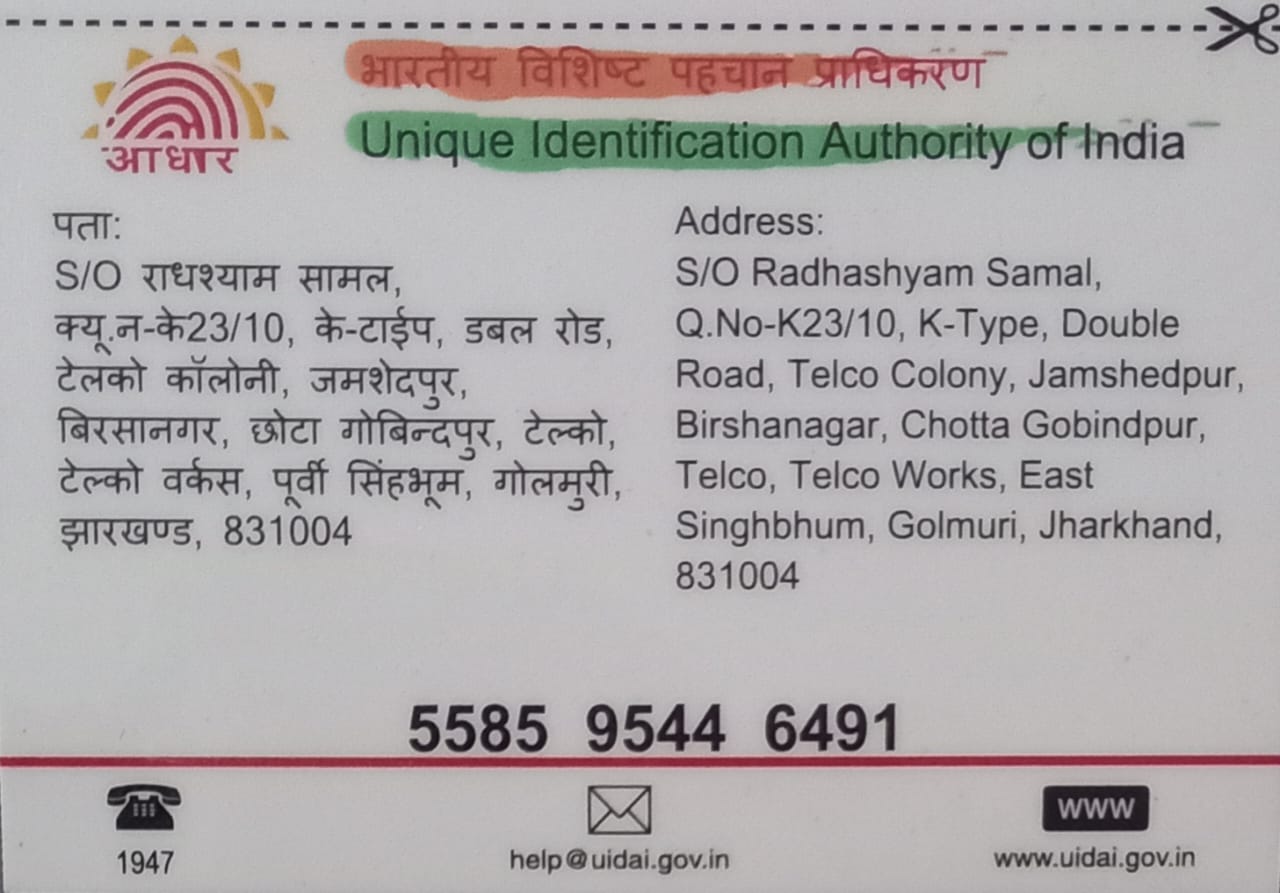 आधार
भारतीय विशिष्ट पहचान प्राधिकरण
Unique Identification Authority of India
पता:
S/O राधश्याम सामल,
क्यू.न-के23/10, के-टाईप, डबल रोड,
टेलको कॉलोनी, जमशेदपुर,
बिरसानगर, छोटा गोबिन्दपुर, टेल्को,
टेल्को वर्कस, पूर्वी सिंहभूम, गोलमुरी,
झारखण्ड, 831004
Address:
S/O Radhashyam Samal,
Q.No-K23/10, K-Type, Double
Road, Telco Colony, Jamshedpur,
Birshanagar, Chotta Gobindpur,
Telco, Telco Works, East
Singhbhum, Golmuri, Jharkhand,
831004
5585 9544 6491
1947
help@uidai.gov.in
www
www.uidai.gov.in